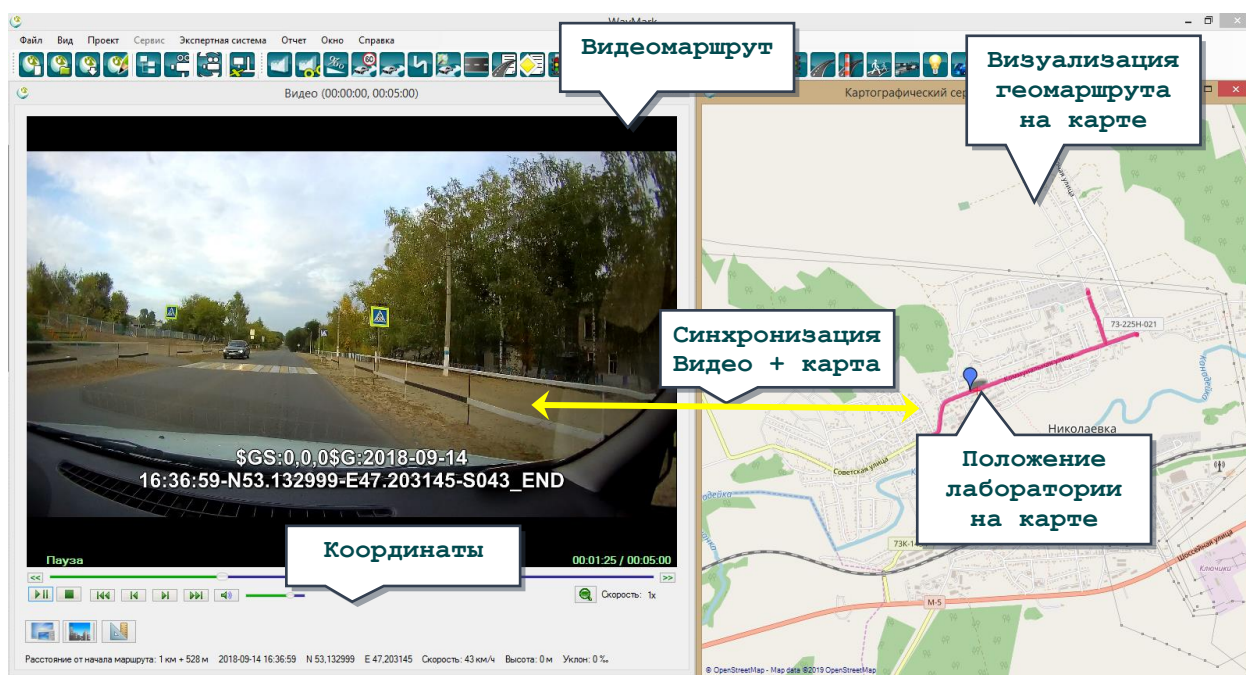 WayMark
Файл Вид Проект Сервис Экспертная система Отчет Окно Справка
Видеомаршрут
Визуализация
геомаршрута
на карте
Видео (00:00:00, 00:05:00)
Картографический
60
%
73-225Н-021
Синхронизация
Видео + карта
Николаевка
Советская улица
Положение
лаборатории
на карте
$GS:0,0,0$G:2018-09-14
16:36:59-N53.132999-E47.203145-S043_END
Координаты
Пауза
00:01:25 / 00:05:00
<<
>>
Скорость: 1x
Шоссейная улица
Ключики
М-5
Расстояние от начала маршрута: 1 км + 528 м 2018-09-14 16:36:59 N 53,132999 E 47,203145 Скорость: 43 км/ч Высота: 0 м Уклон: 0 ‰
© OpenStreetMap - Map data ©2019 OpenStreetMap